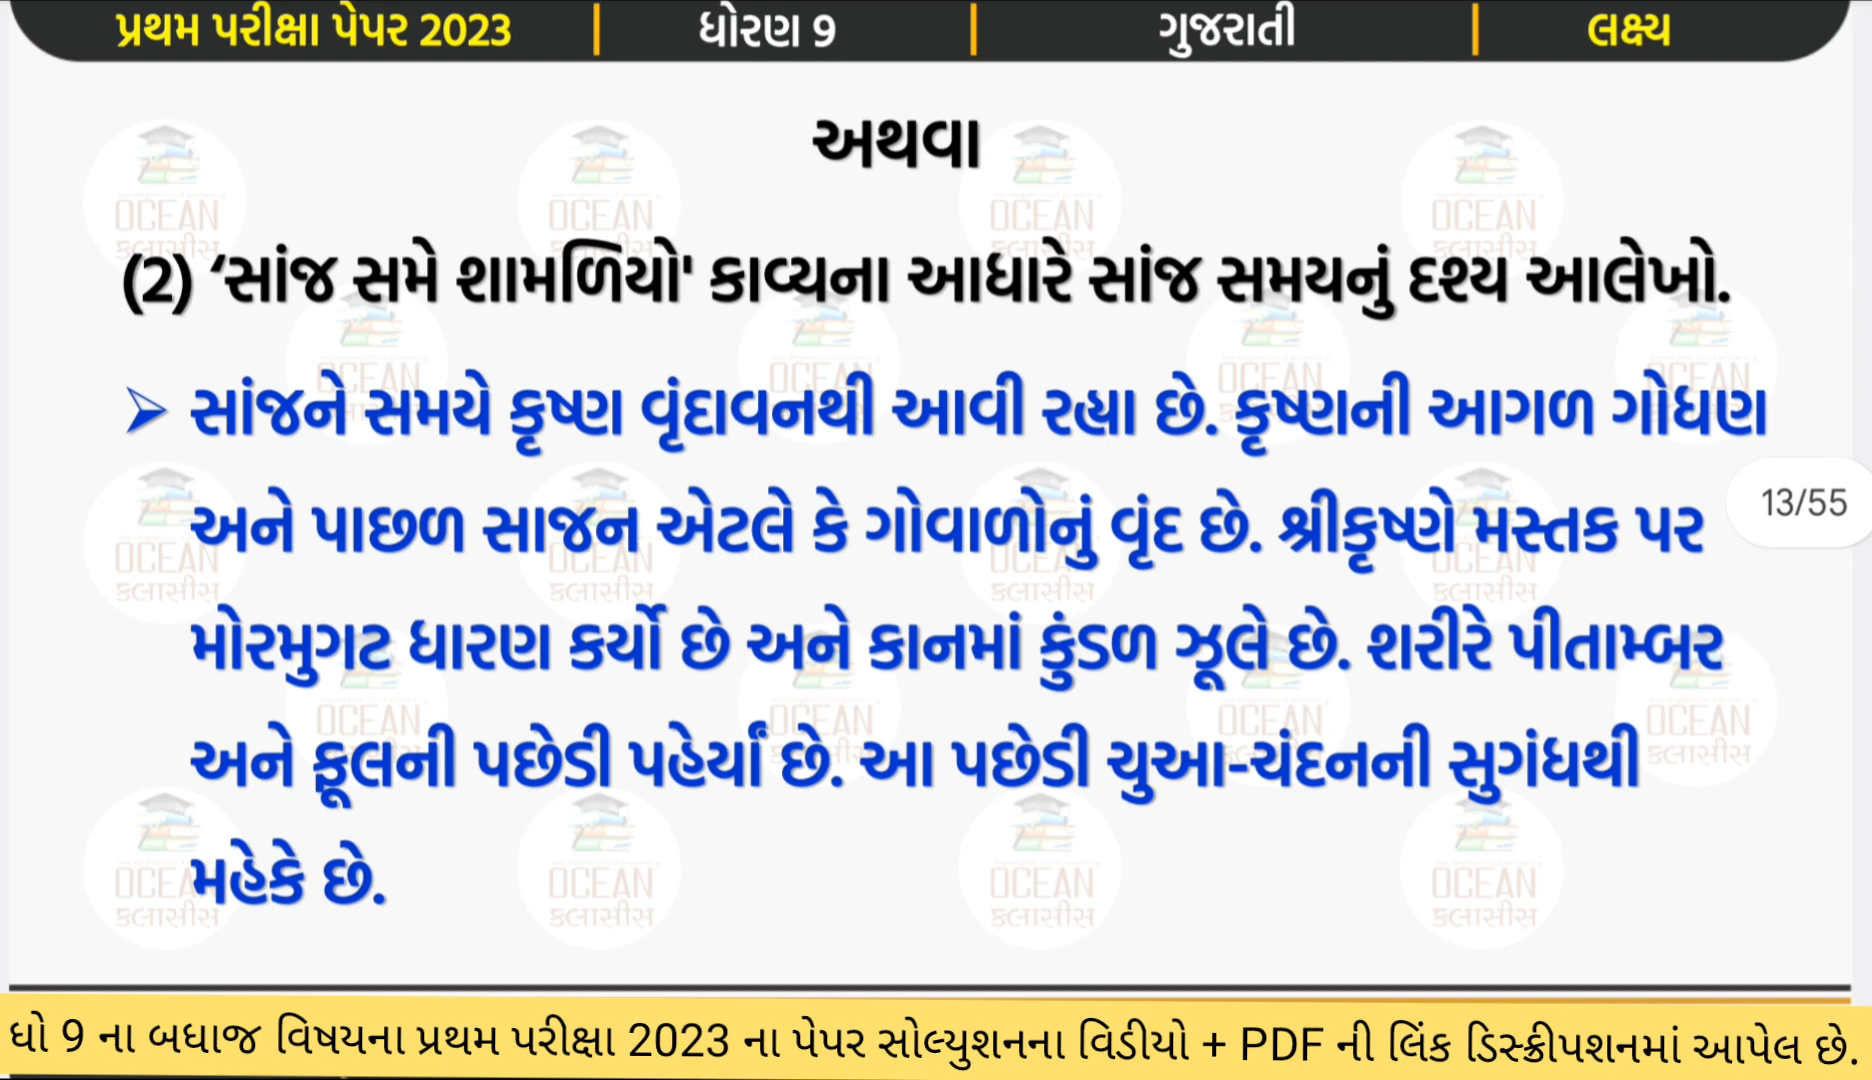 પ્રથમ પરીક્ષા પેપર 2023 | ધોરણ 9 | ગુજરાતી | લક્ષ્ય
અથવા
(2) ‘સાંજ સમે શામળિયો' કાવ્યના આધારે સાંજ સમયનું દશ્ય આલેખો.
➢ સાંજને સમયે કૃષ્ણ વૃંદાવનથી આવી રહ્યા છે. કૃષ્ણની આગળ ગોધણ
અને પાછળ સાજન એટલે કે ગોવાળોનું વૃંદ છે. શ્રીકૃષ્ણે મસ્તક પર
13/55
મોરમુગટ ધારણ કર્યો છે અને કાનમાં કુંડળ ઝૂલે છે. શરીરે પીતામ્બર
અને ફૂલની પછેડી પહેર્યાં છે. આ પછેડી ચુઆ-ચંદનની સુગંધથી
મહેકે છે.
OCEAN
ક્લાસીસ
ધો 9 ના બધાજ વિષયના પ્રથમ પરીક્ષા 2023 ના પેપર સોલ્યુશનના વિડીયો + PDF ની લિંક ડિસ્ક્રીપશનમાં આપેલ છે.